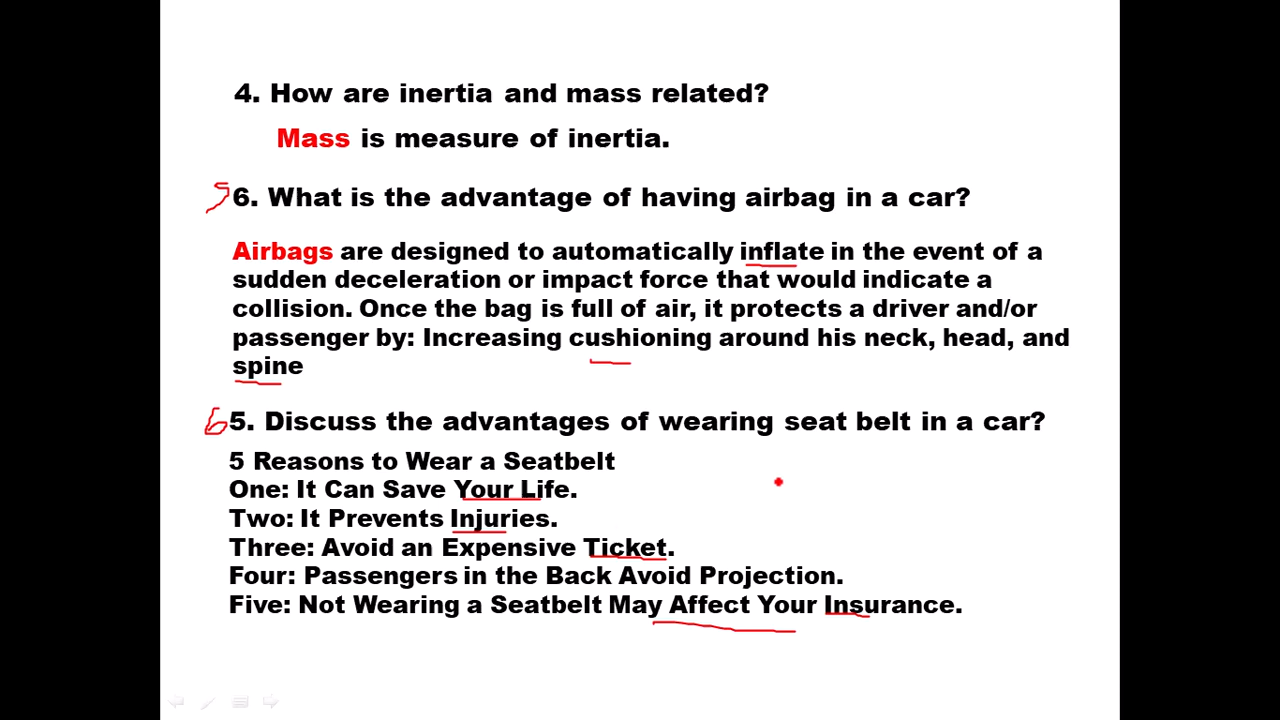 4. How are inertia and mass related?
Mass is measure of inertia.
5 6. What is the advantage of having airbag in a car?
Airbags are designed to automatically inflate in the event of a
sudden deceleration or impact force that would indicate a
collision. Once the bag is full of air, it protects a driver and/or
passenger by: Increasing cushioning around his neck, head, and
spine
6 5. Discuss the advantages of wearing seat belt in a car?
5 Reasons to Wear a Seatbelt
One: It Can Save Your Life.
Two: It Prevents Injuries.
Three: Avoid an Expensive Ticket.
Four: Passengers in the Back Avoid Projection.
Five: Not Wearing a Seatbelt May Affect Your Insurance.